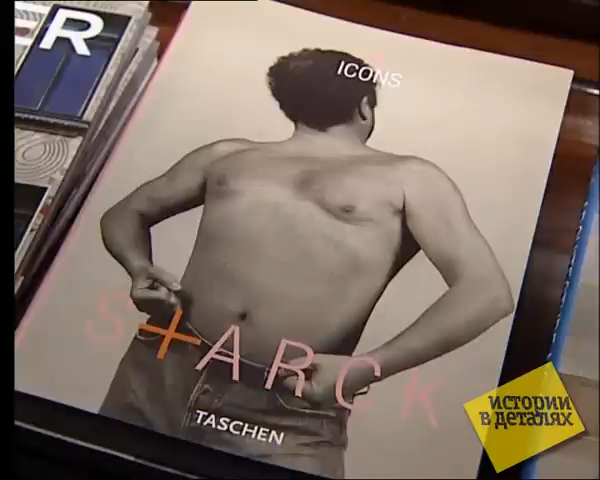 R
ICONS
S+ARCK
TASCHEN
истории
в деталях